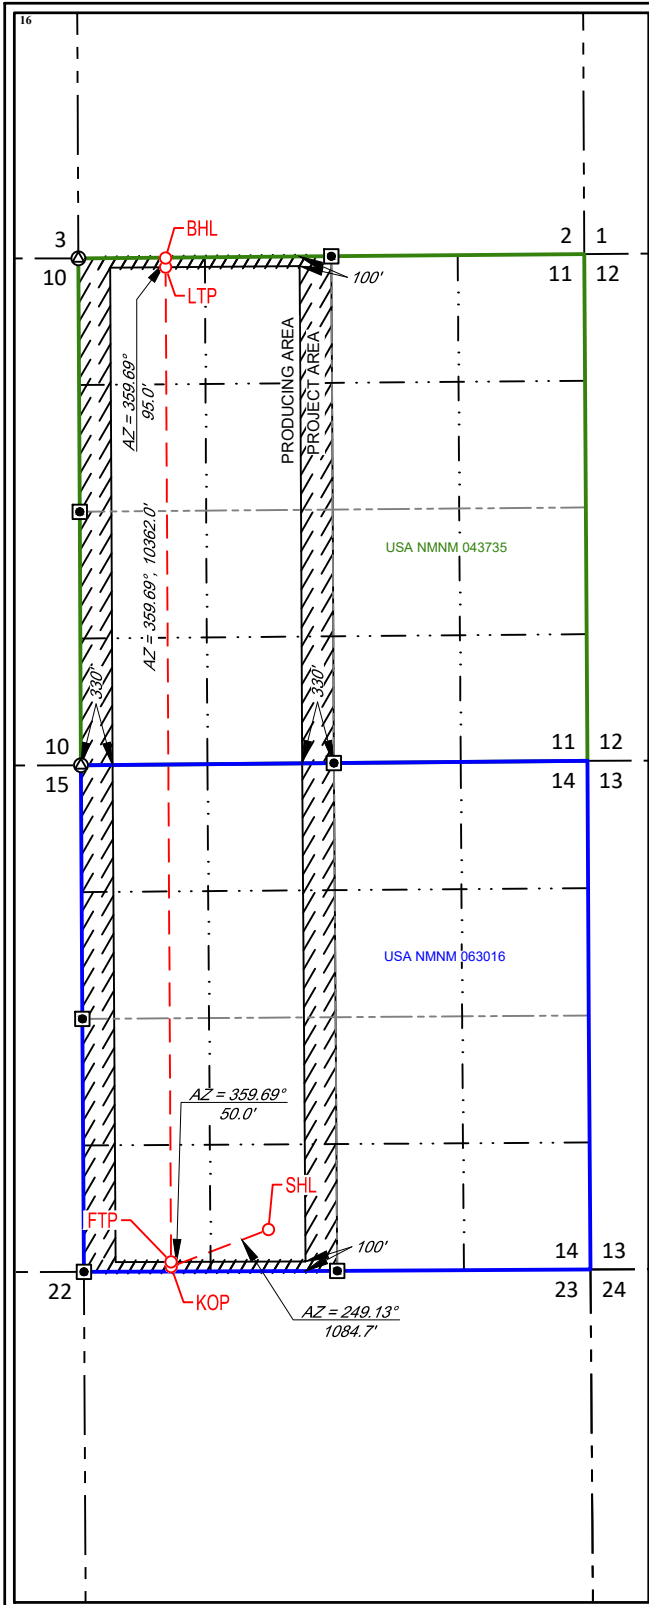 16
3
2
1
BHL
10
11
12
LTP
100'
PRODUCING AREA
PROJECT AREA
AZ = 359.69°
95.0'
AZ = 359.69°, 10362.0'
USA NMNM 043735
330'
330'
10
11
12
15
14
13
USA NMNM 063016
AZ = 359.69°
50.0'
SHL
FTP
100'
14
13
22
23
24
KOP
AZ = 249.13°
1084.7'